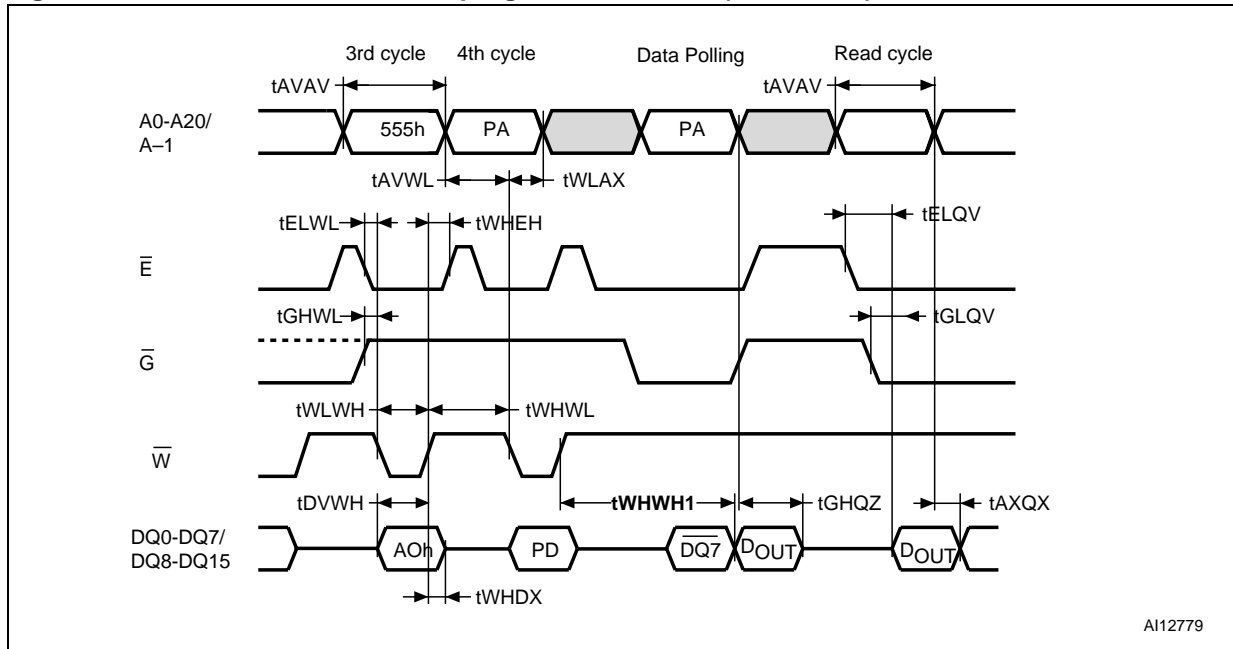 3rd cycle 4th cycle Data Polling Read cycle
tAVAV tAVAV
A0-A20/
A–1
555h PA PA
tAVWL tWLAX
tELWL tWHEH tELQV
E
tGHWL tGLQV
G
tWLWH tWHWL
W
tDVWH tWHWH1 tGHQZ tAXQX
DQ0-DQ7/
DQ8-DQ15
AOh PD DQ7 DOUT DOUT
tWHDX
AI12779